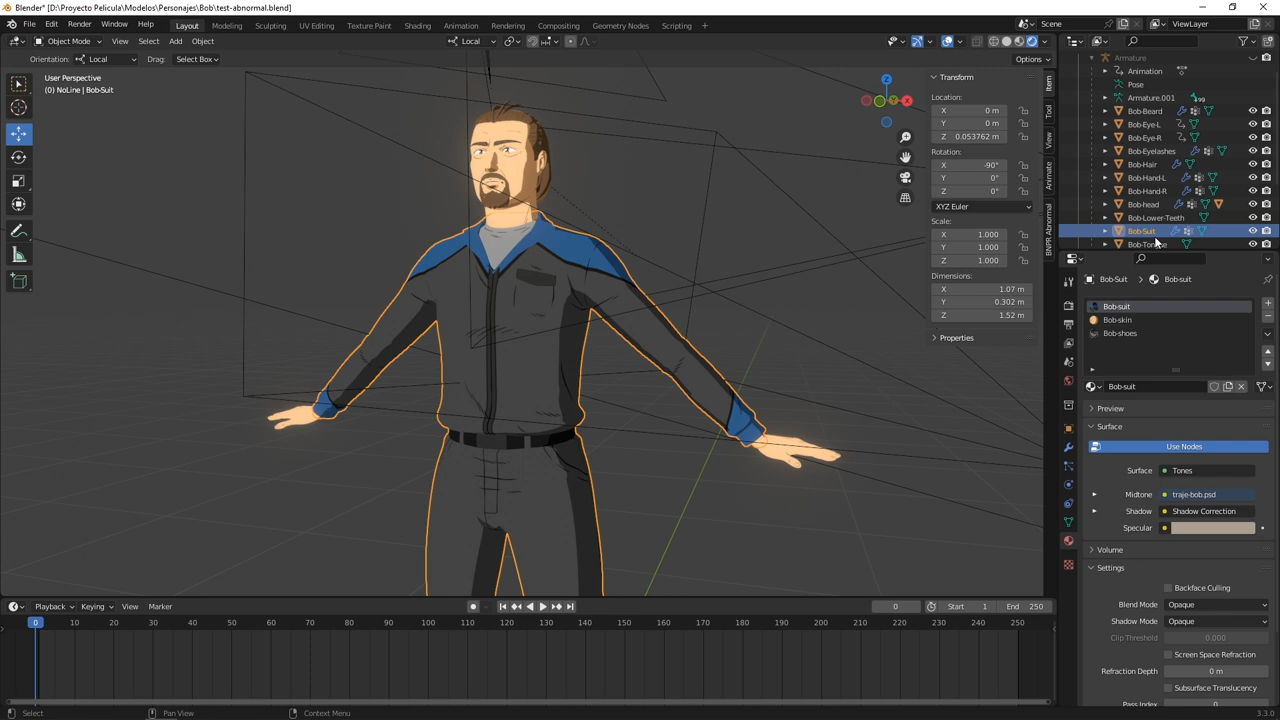 Blender* [D:\Proyecto Pelicula\Modelos\Personajes\Bob\test-abnormal.blend]
File Edit Render Window Help Layout Modeling Sculpting UV Editing Texture Paint Shading Animation Rendering Compositing Geometry Nodes Scripting + Scene ViewLayer
Object Mode View Select Add Object Local
Orientation: Local Drag: Select Box Options
User Perspective
(0) NoLine | Bob-Suit
Transform
Location:
X 0 m
Y 0 m
Z 0.053762 m
Rotation:
X -90°
Y 0°
Z 0°
XYZ Euler
Scale:
X 1.000
Y 1.000
Z 1.000
Dimensions:
X 1.07 m
Y 0.302 m
Z 1.52 m
Properties
Item
Tool
View
Animate
BNPR Abnormal
Z
Y
X
Armature
Animation
Pose
Armature.001 99
Bob-Beard
Bob-Eye-L
Bob-Eye-R
Bob-Eyelashes
Bob-Hair
Bob-Hand-L
Bob-Hand-R
Bob-head
Bob-Lower-Teeth
Bob-Suit
Bob-Tongue
Bob-Suit > Bob-suit
Bob-suit
Bob-skin
Bob-shoes
Bob-suit
Preview
Surface
Use Nodes
Surface Tones
Midtone traje-bob.psd
Shadow Shadow Correction
Specular
Volume
Settings
Backface Culling
Blend Mode Opaque
Shadow Mode Opaque
Clip Threshold 0.000
Screen Space Refraction
Refraction Depth 0 m
Subsurface Translucency
Pass Index 0
Playback Keying View Marker 0 Start 1 End 250
0 10 20 30 40 50 60 70 80 90 100 110 120 130 140 150 160 170 180 190 200 210 220 230 240 250
Select Pan View Context Menu 3.3.0